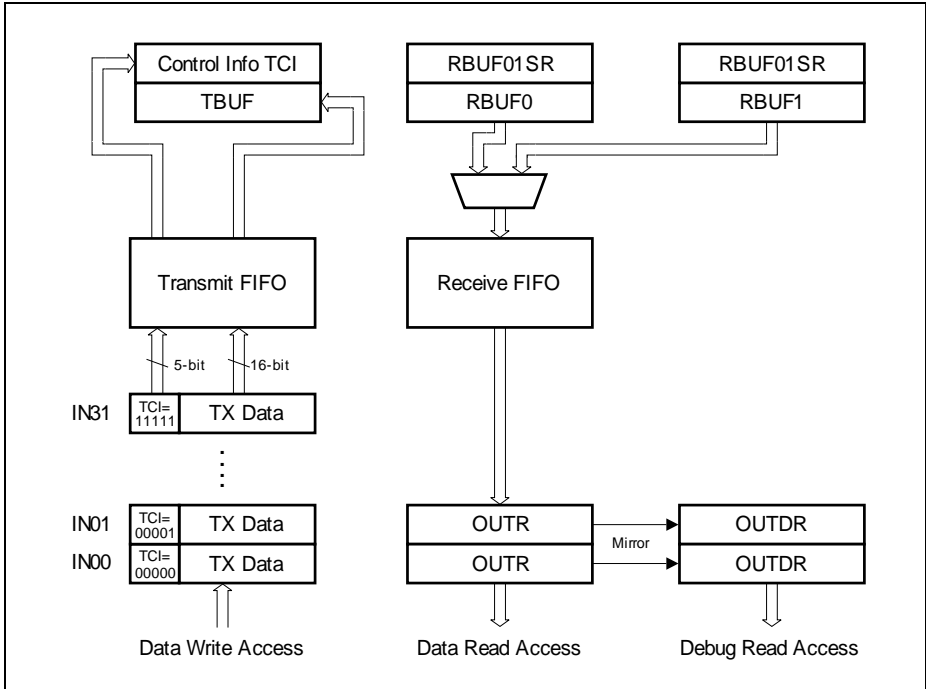 Control Info TCI
TBUF
RBUF01SR
RBUF0
RBUF01SR
RBUF1
Transmit FIFO
Receive FIFO
5-bit
16-bit
IN31
TCI=
11111
TX Data
IN01
TCI=
00001
TX Data
IN00
TCI=
00000
TX Data
OUTR
OUTR
Mirror
OUTDR
OUTDR
Data Write Access
Data Read Access
Debug Read Access